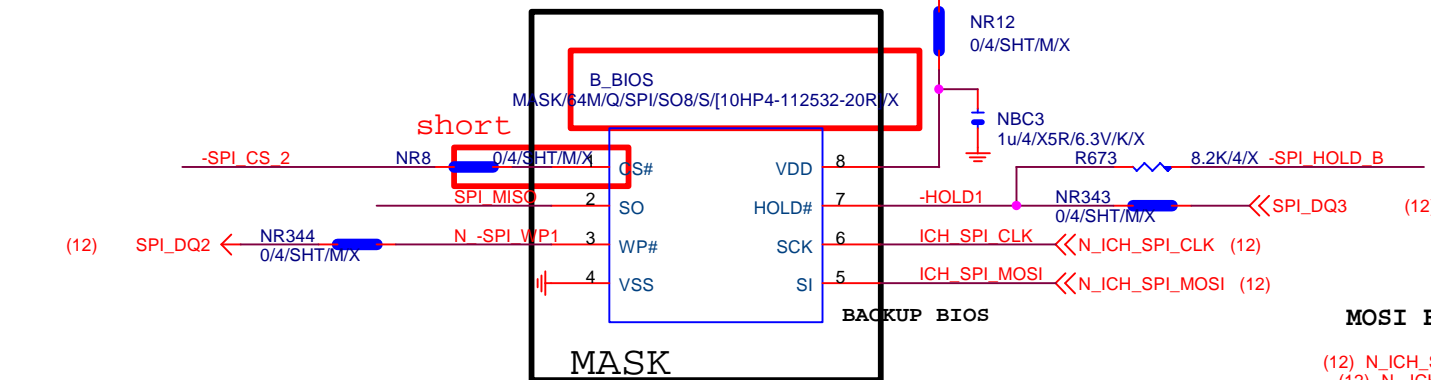 NR12
0/4/SHT/M/X
B_BIOS
MASK/64M/Q/SPI/SO8/S/[10HP4-112532-20R]/X
short
NBC3
1u/4/X5R/6.3V/K/X
-SPI_CS_2
NR8
0/4/SHT/M/X
1
CS#
VDD
8
R673
8.2K/4/X
-SPI_HOLD_B
SPI_MISO
2
SO
HOLD#
7
-HOLD1
NR343
0/4/SHT/M/X
SPI_DQ3
(12
(12)
SPI_DQ2
NR344
0/4/SHT/M/X
N_-SPI_WP1
3
WP#
SCK
6
ICH_SPI_CLK
N_ICH_SPI_CLK (12)
4
VSS
SI
5
ICH_SPI_MOSI
N_ICH_SPI_MOSI (12)
BACKUP BIOS
MOSI
MASK
(12) N_ICH_S